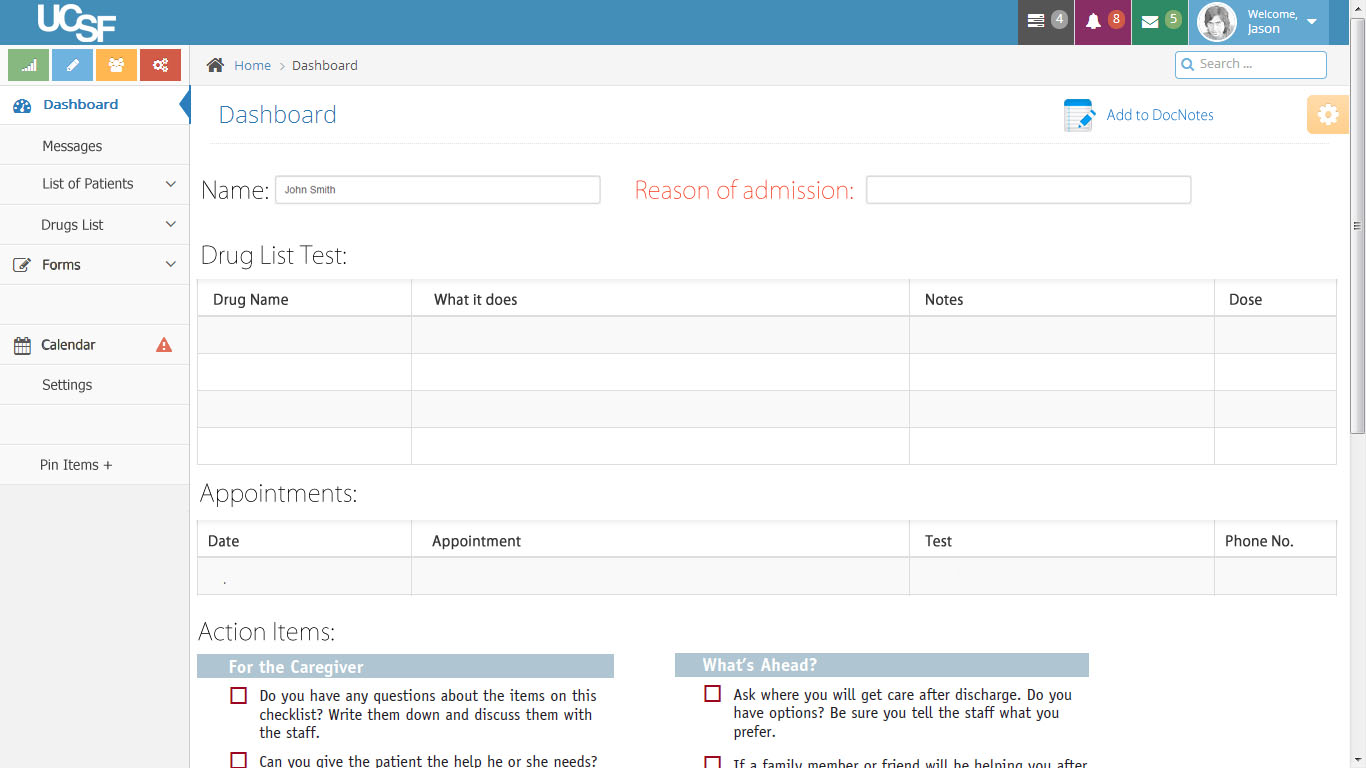 UCSF
4
8
5
Welcome,
Jason
Home > Dashboard
Search ...
Dashboard
Messages
List of Patients
Drugs List
Forms
Calendar
Settings
Pin Items +
Dashboard
Add to DocNotes
Name: John Smith Reason of admission:
Drug List Test:
Drug Name What it does Notes Dose
Appointments:
Date Appointment Test Phone No.
.
Action Items:
For the Caregiver
Do you have any questions about the items on this
checklist? Write them down and discuss them with
the staff.
Can you give the patient the help he or she needs?
What's Ahead?
Ask where you will get care after discharge. Do you
have options? Be sure you tell the staff what you
prefer.
If a family member or friend will be helping you after